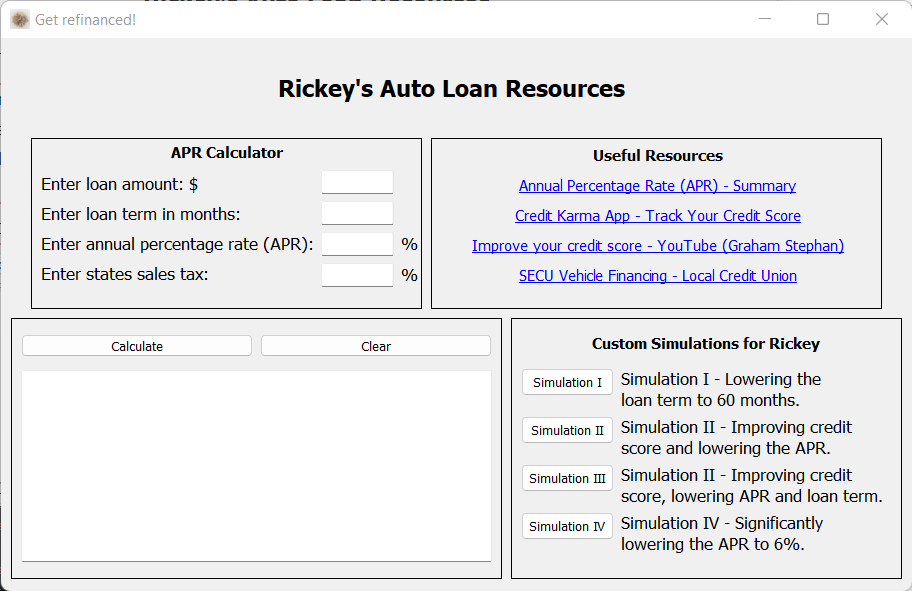 Get refinanced!
Rickey's Auto Loan Resources
APR Calculator
Enter loan amount: $
Enter loan term in months:
Enter annual percentage rate (APR): %
Enter states sales tax: %
Useful Resources
Annual Percentage Rate (APR) - Summary
Credit Karma App - Track Your Credit Score
Improve your credit score - YouTube (Graham Stephan)
SECU Vehicle Financing - Local Credit Union
Calculate
Clear
Custom Simulations for Rickey
Simulation I
Simulation I - Lowering the
loan term to 60 months.
Simulation II
Simulation II - Improving credit
score and lowering the APR.
Simulation III
Simulation II - Improving credit
score, lowering APR and loan term.
Simulation IV
Simulation IV - Significantly
lowering the APR to 6%.